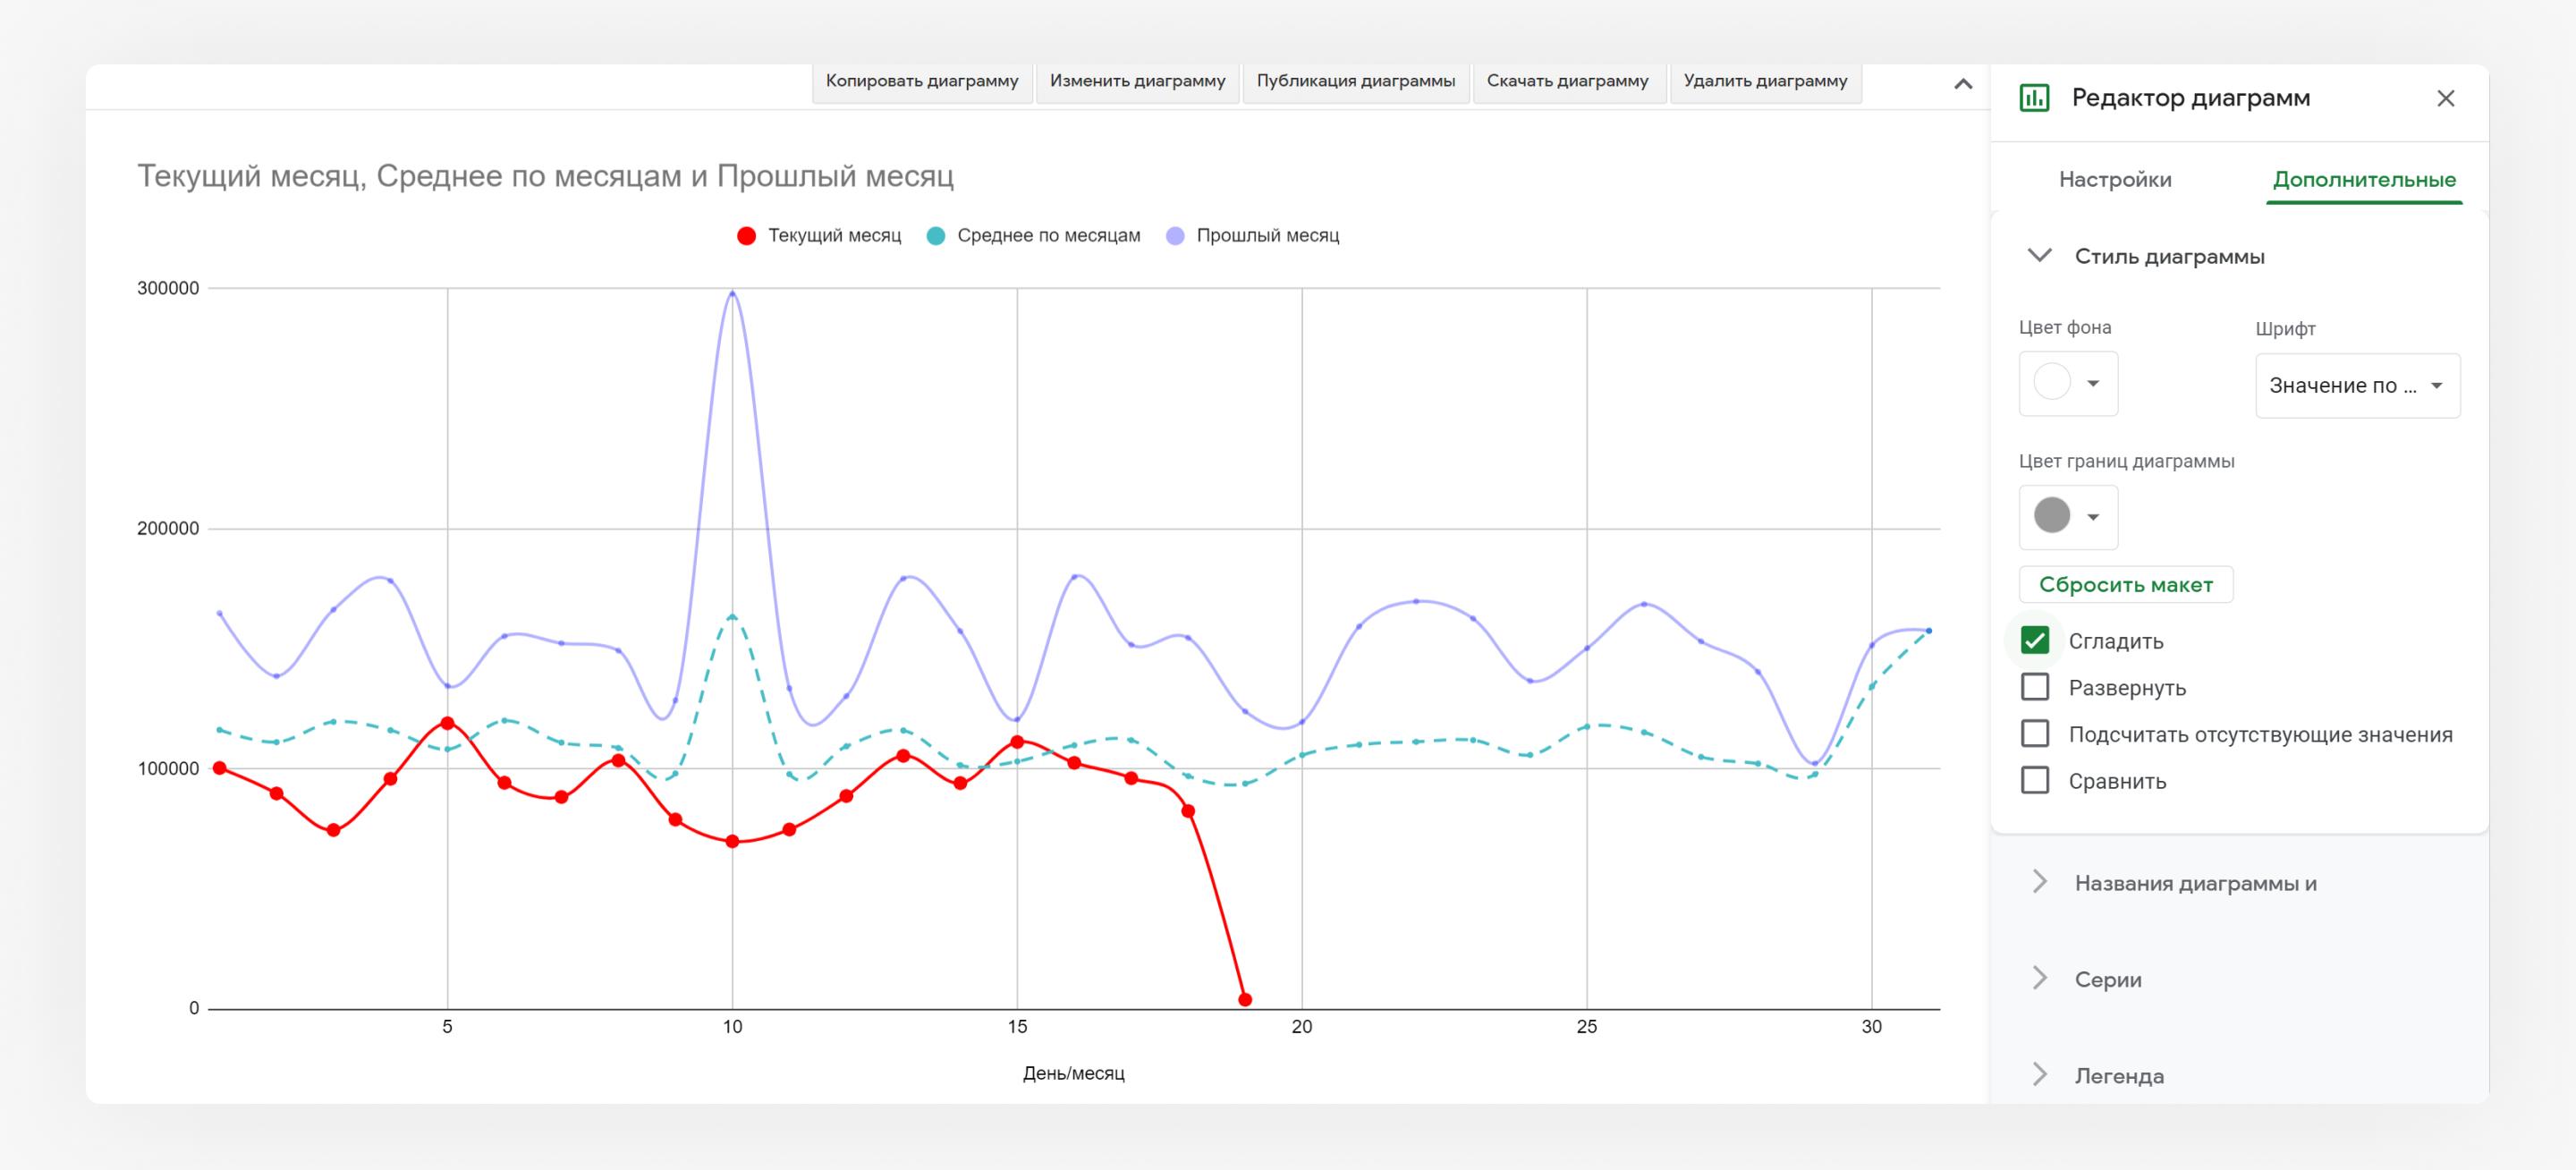 Копировать диаграмму Изменить диаграмму Публикация диаграммы Скачать диаграмму Удалить диаграмму
Текущий месяц, Среднее по месяцам и Прошлый месяц
Текущий месяц Среднее по месяцам Прошлый месяц
300000
200000
100000
0
5 10 15 20 25 30
День/месяц
Редактор диаграмм
Настройки Дополнительные
Стиль диаграммы
Цвет фона Шрифт
Значение по ...
Цвет границ диаграммы
Сбросить макет
Сгладить
Развернуть
Подсчитать отсутствующие значения
Сравнить
Названия диаграммы и
Серии
Легенда